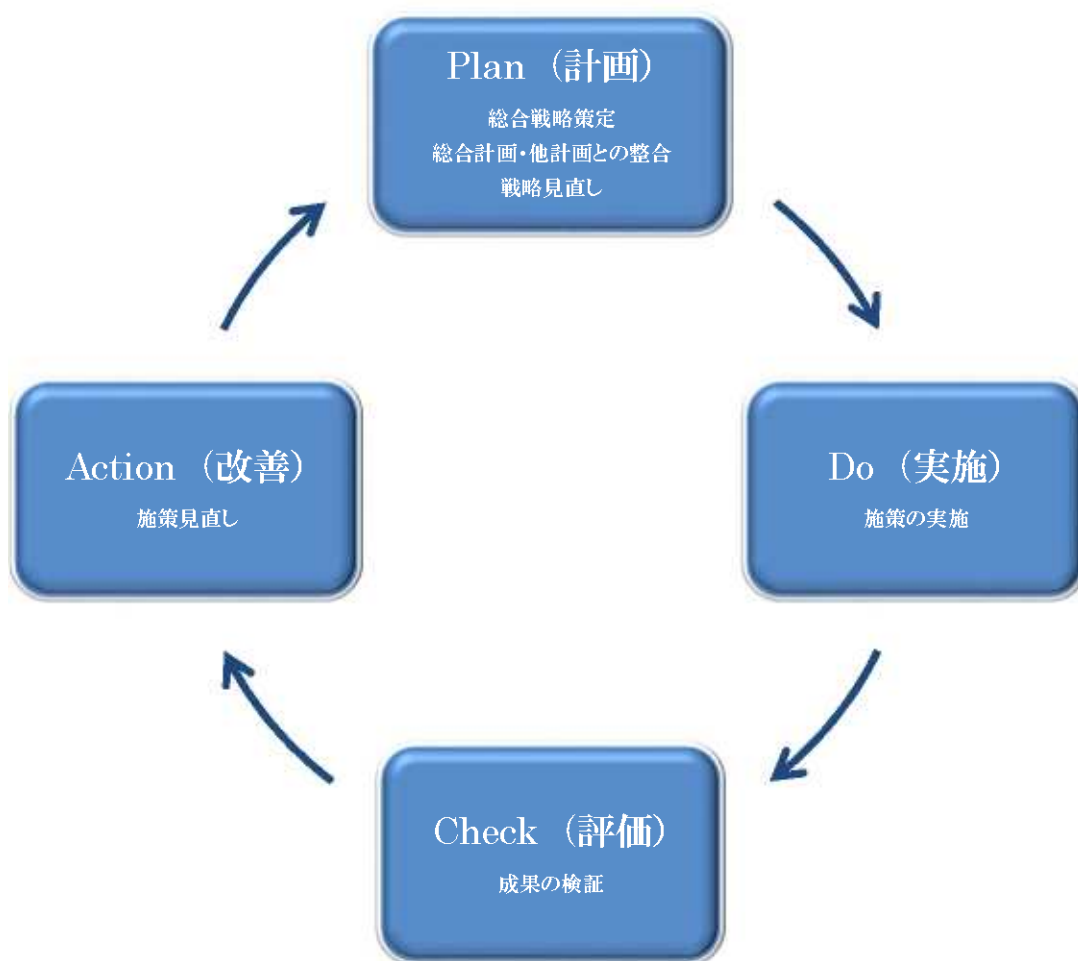 Plan（計画）
総合戦略策定
総合計画・他計画との整合
戦略見直し
Action（改善）
施策見直し
Do（実施）
施策の実施
Check（評価）
成果の検証